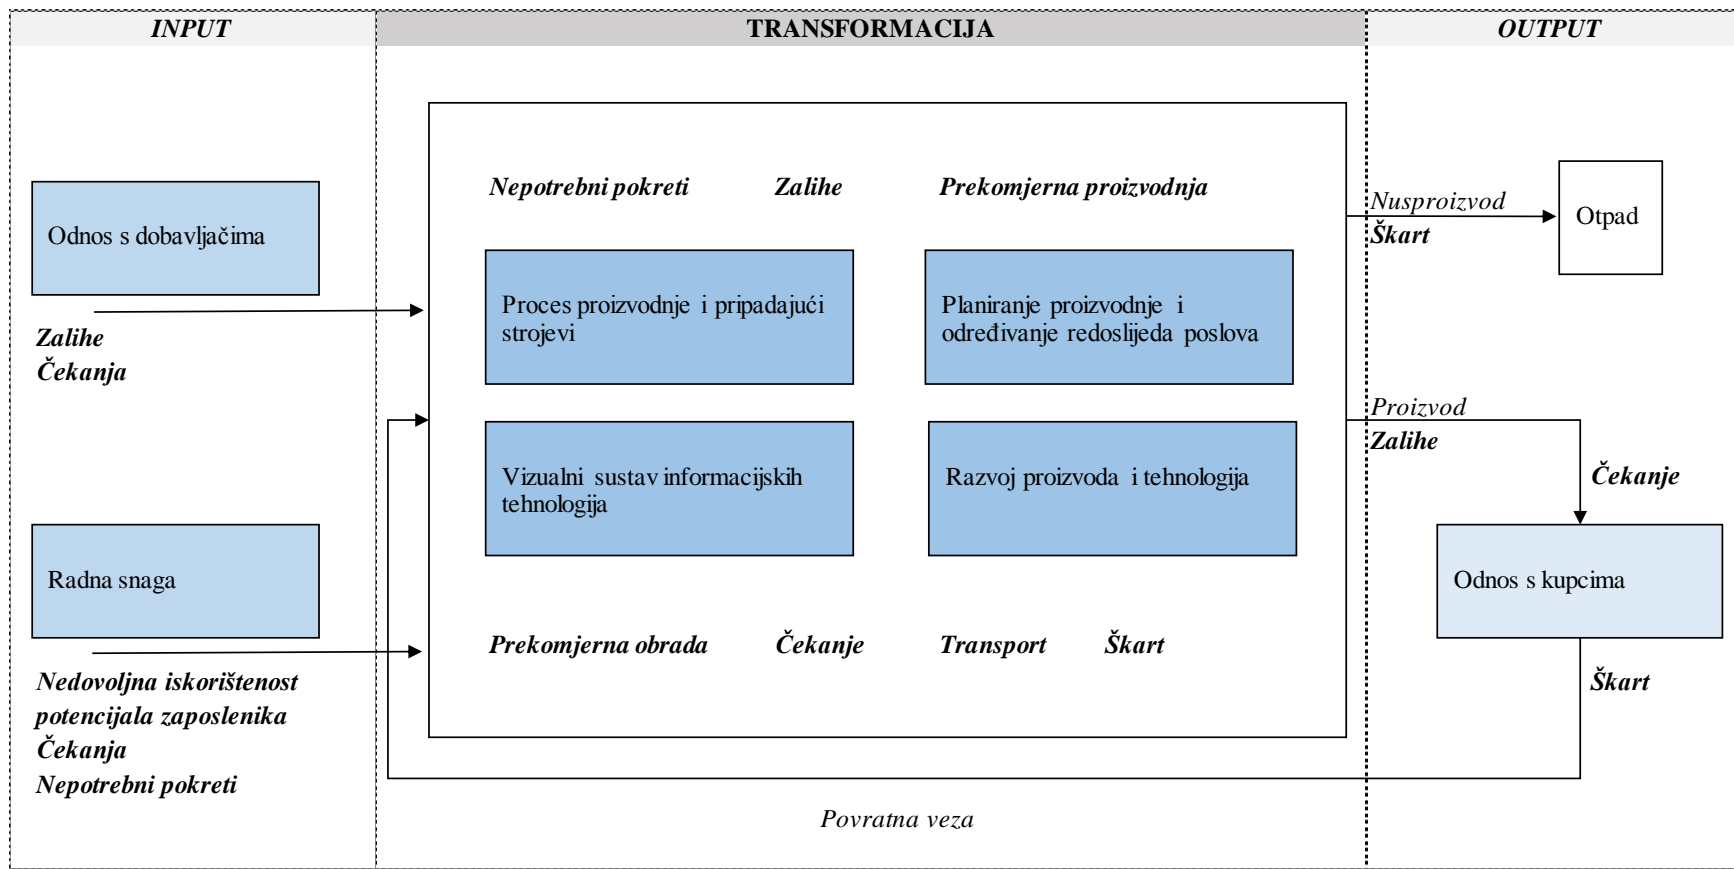 INPUT
TRANSFORMACIJA
OUTPUT
Odnos s dobavljačima
Zalihe
Čekanja
Radna snaga
Nedovoljna iskorištenost
potencijala zaposlenika
Čekanja
Nepotrebni pokreti
Nepotrebni pokreti
Zalihe
Prekomjerna proizvodnja
Proces proizvodnje i pripadajući
strojevi
Planiranje proizvodnje i
određivanje redoslijeda poslova
Vizualni sustav informacijskih
tehnologija
Razvoj proizvoda i tehnologija
Prekomjerna obrada
Čekanje
Transport
Škart
Povratna veza
Nusproizvod
Škart
Otpad
Proizvod
Zalihe
Čekanje
Odnos s kupcima
Škart